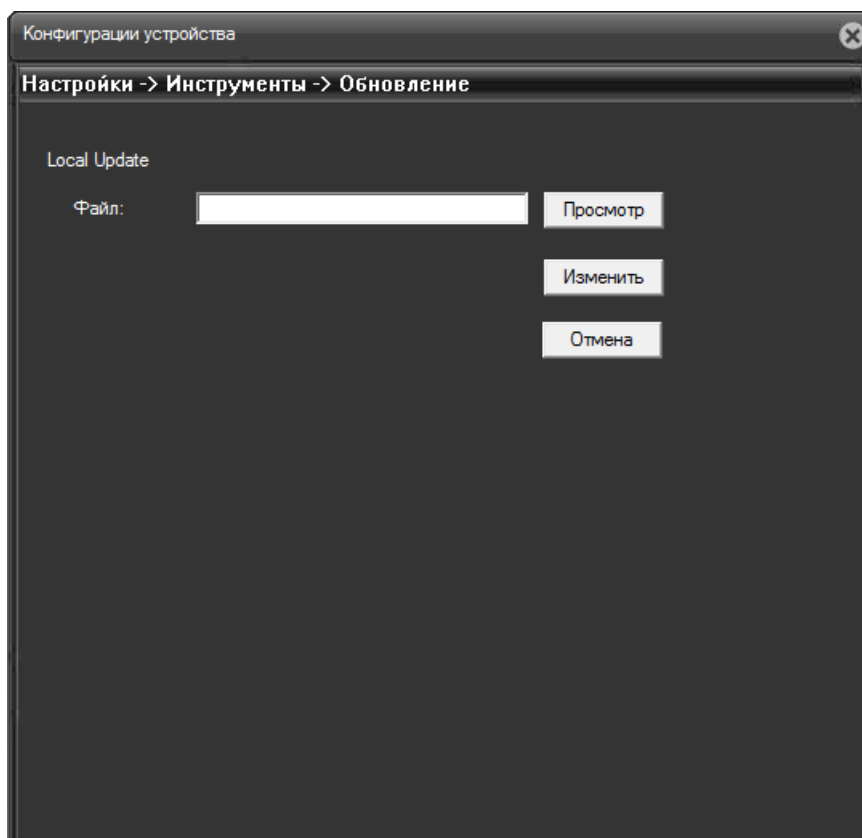 Конфигурации устройства
Настройки -> Инструменты -> Обновление
Local Update
Файл:
Просмотр
Изменить
Отмена